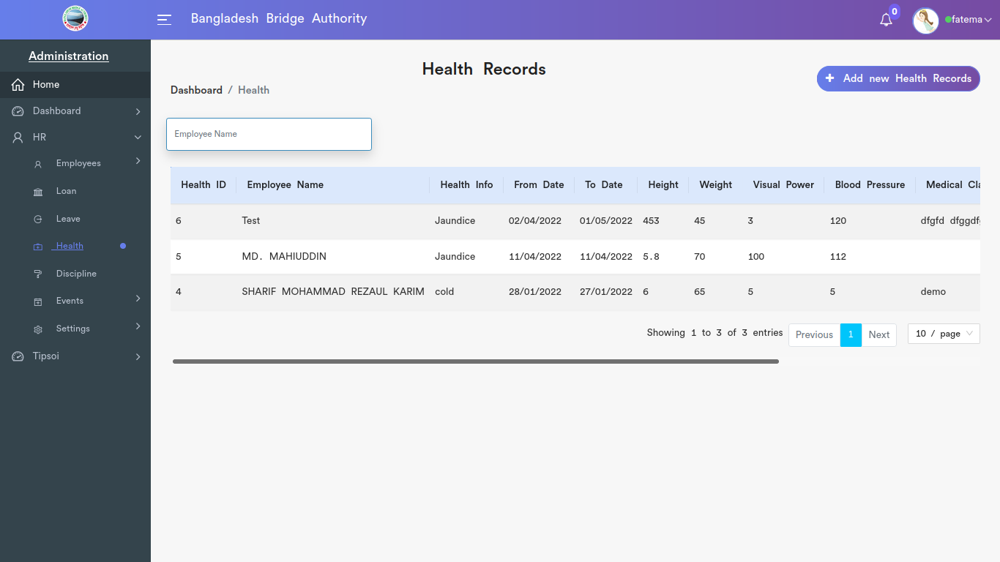 Bangladesh Bridge Authority
0
fatema
Administration
Home
Dashboard
HR
Employees
Loan
Leave
Health
Discipline
Events
Settings
Tipsoi
Health Records
Dashboard / Health
Add new Health Records
Employee Name
Health ID Employee Name Health Info From Date To Date Height Weight Visual Power Blood Pressure Medical Cla
6 Test Jaundice 02/04/2022 01/05/2022 453 45 3 120 dfgfd dfggdfg
5 MD. MAHIUDDIN Jaundice 11/04/2022 11/04/2022 5.8 70 100 112
4 SHARIF MOHAMMAD REZAUL KARIM cold 28/01/2022 27/01/2022 6 65 5 5 demo
Showing 1 to 3 of 3 entries Previous 1 Next 10 / page